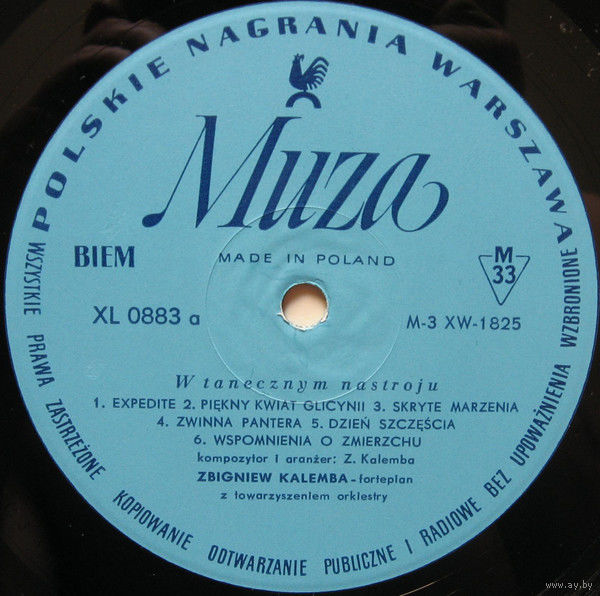 POLSKIE NAGRANIA WARSZAWA
Muza
BIEM
MADE IN POLAND
M
33
XL 0883 a
M-3 XW-1825
W tanecznym nastroju
1. EXPEDITE 2. PIĘKNY KWIAT GLICYNII 3. SKRYTE MARZENIA
4. ZWINNA PANTERA 5. DZIEŃ SZCZĘŚCIA
6. WSPOMNIENIA O ZMIERZCHU
kompozytor i aranżer: Z. Kalemba
ZBIGNIEW KALEMBA - fortepian
z towarzyszeniem orkiestry
WSZYSTKIE PRAWA ZASTRZEŻONE KOPIOWANIE ODTWARZANIE PUBLICZNE I RADIOWE BEZ UPOWAŻNIENIA WZBRONIONE
www.ay.by